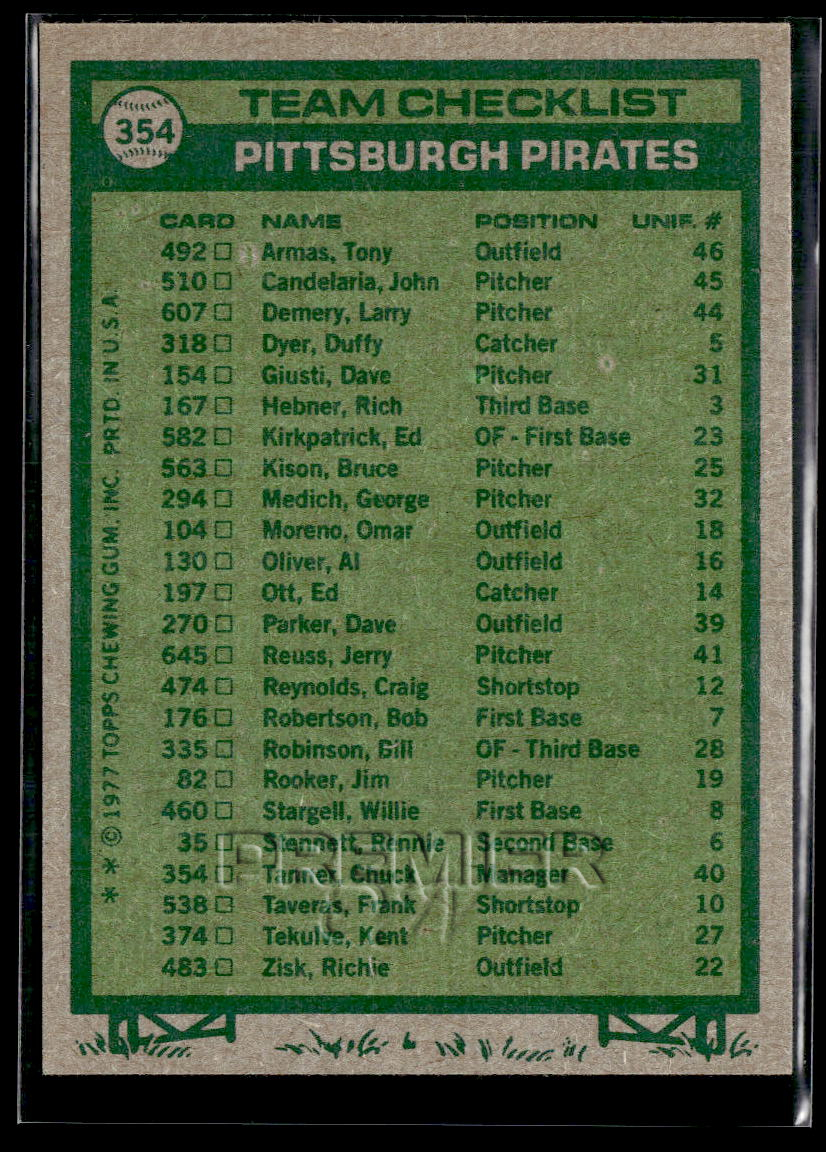 TEAM CHECKLIST
354
PITTSBURGH PIRATES
CARD NAME POSITION UNIF. #
492 □ Armas, Tony Outfield 46
510 □ Candelaria, John Pitcher 45
607 □ Demery, Larry Pitcher 44
318 □ Dyer, Duffy Catcher 5
154 □ Giusti, Dave Pitcher 31
167 □ Hebner, Rich Third Base 3
582 □ Kirkpatrick, Ed OF - First Base 23
563 □ Kison, Bruce Pitcher 25
294 □ Medich, George Pitcher 32
104 □ Moreno, Omar Outfield 18
130 □ Oliver, Al Outfield 16
197 □ Ott, Ed Catcher 14
270 □ Parker, Dave Outfield 39
645 □ Reuss, Jerry Pitcher 41
474 □ Reynolds, Craig Shortstop 12
176 □ Robertson, Bob First Base 7
335 □ Robinson, Bill OF - Third Base 28
82 □ Rooker, Jim Pitcher 19
460 □ Stargell, Willie First Base 8
35 □ Stennett, Rennie Second Base 6
354 □ Tanner, Chuck Manager 40
538 □ Taveras, Frank Shortstop 10
374 □ Tekulve, Kent Pitcher 27
483 □ Zisk, Richie Outfield 22
* * © 1977 TOPPS CHEWING GUM, INC. PRTD. IN U.S.A.
PREMIER